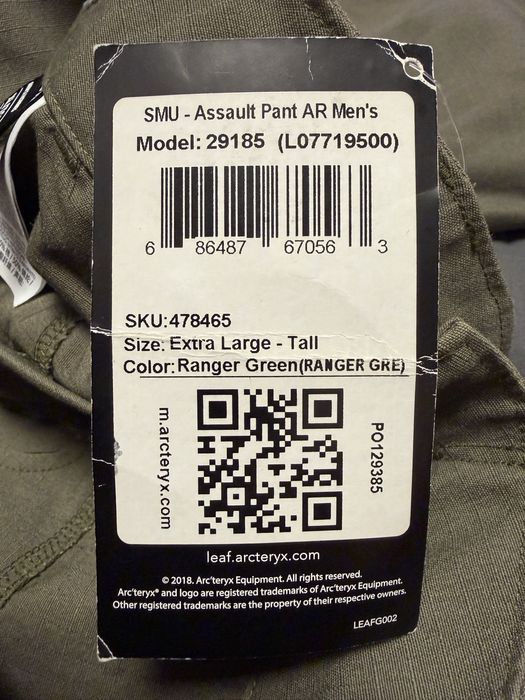 SMU - Assault Pant AR Men's
Model: 29185 (L07719500)
6 86487 67056 3
SKU:478465
Size: Extra Large - Tall
Color:Ranger Green(RANGER GRE)
m.arcteryx.com
PO129385
leaf.arcteryx.com
© 2018. Arc'teryx Equipment. All rights reserved.
Arc'teryx® and logo are registered trademarks of Arc'teryx Equipment.
Other registered trademarks are the property of their respective owners.
LEAFG002